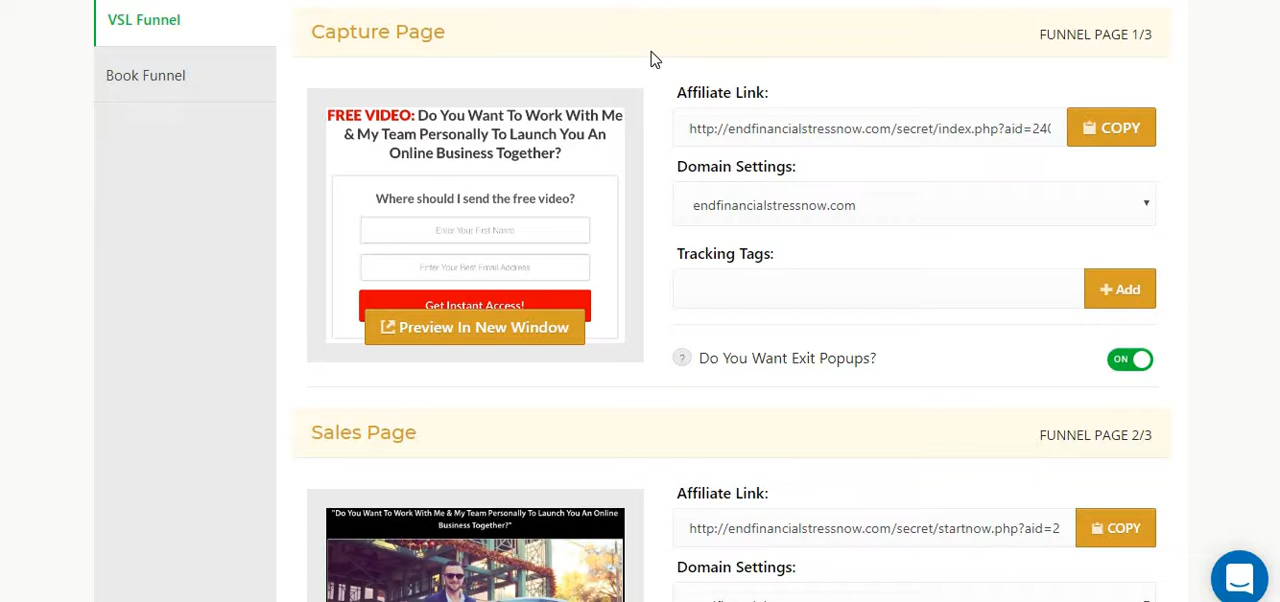 VSL Funnel
Book Funnel
Capture Page
FUNNEL PAGE 1/3
FREE VIDEO: Do You Want To Work With Me
& My Team Personally To Launch You An
Online Business Together?
Where should I send the free video?
Enter Your First Name
Enter Your Best Email Address
Get Instant Access!
Preview In New Window
Affiliate Link:
http://endfinancialstressnow.com/secret/index.php?aid=240
COPY
Domain Settings:
endfinancialstressnow.com
Tracking Tags:
+ Add
? Do You Want Exit Popups?
ON
Sales Page
FUNNEL PAGE 2/3
"Do You Want To Work With Me & My Team Personally To Launch You An Online
Business Together?"
Affiliate Link:
http://endfinancialstressnow.com/secret/startnow.php?aid=2
COPY
Domain Settings: